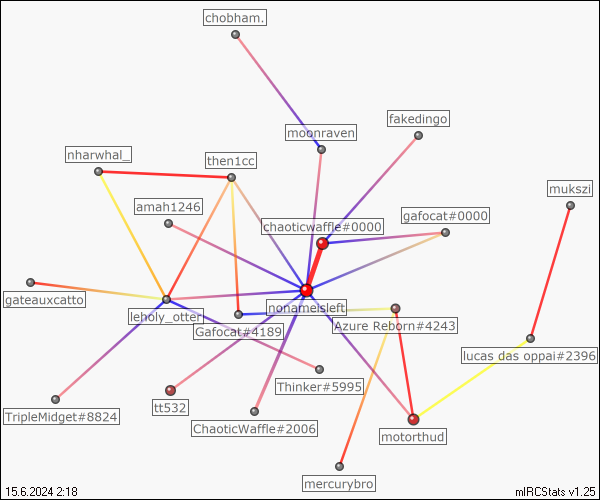 chobham.
fakedingo
moonraven
nharwhal_
then1cc
mukszi
amah1246
gafocat#0000
chaoticwaffle#0000
gateauxcatto
nonameisleft
leholy_otter
Azure Reborn#4243
Gafocat#4189
lucas das oppai#2396
Thinker#5995
tt532
TripleMidget#8824
ChaoticWaffle#2006
motorthud
mercurybro
15.6.2024 2:18
mIRCStats v1.25